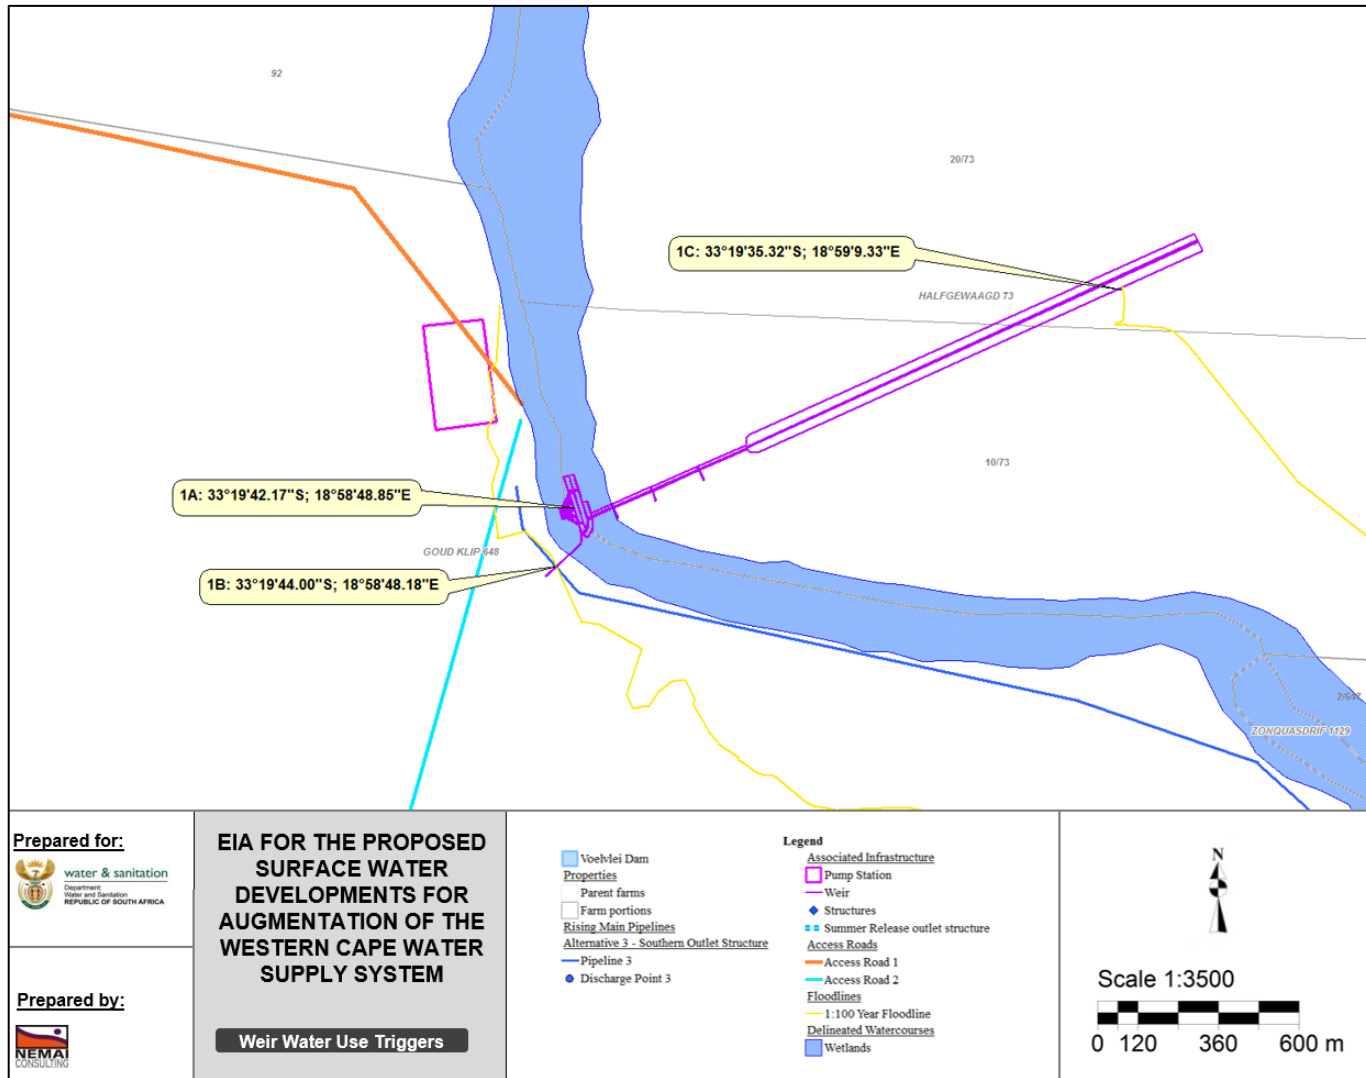 92
20/73
1C: 33°19'35.32"S; 18°59'9.33"E
HALFGEWAAGD 73
10/73
1A: 33°19'42.17"S; 18°58'48.85"E
GOUD KLIP 648
1B: 33°19'44.00"S; 18°58'48.18"E
2/647
ZONQUASDRIF 1129
Prepared for:
water & sanitation
Department:
Water and Sanitation
REPUBLIC OF SOUTH AFRICA
Prepared by:
NEMAI
CONSULTING
EIA FOR THE PROPOSED
SURFACE WATER
DEVELOPMENTS FOR
AUGMENTATION OF THE
WESTERN CAPE WATER
SUPPLY SYSTEM
Weir Water Use Triggers
Legend
Voelvlei Dam
Properties
Parent farms
Farm portions
Rising Main Pipelines
Alternative 3 - Southern Outlet Structure
Pipeline 3
Discharge Point 3
Associated Infrastructure
Pump Station
Weir
Structures
Summer Release outlet structure
Access Roads
Access Road 1
Access Road 2
Floodlines
1:100 Year Floodline
Delineated Watercourses
Wetlands
N
Scale 1:3500
0 120 360 600 m